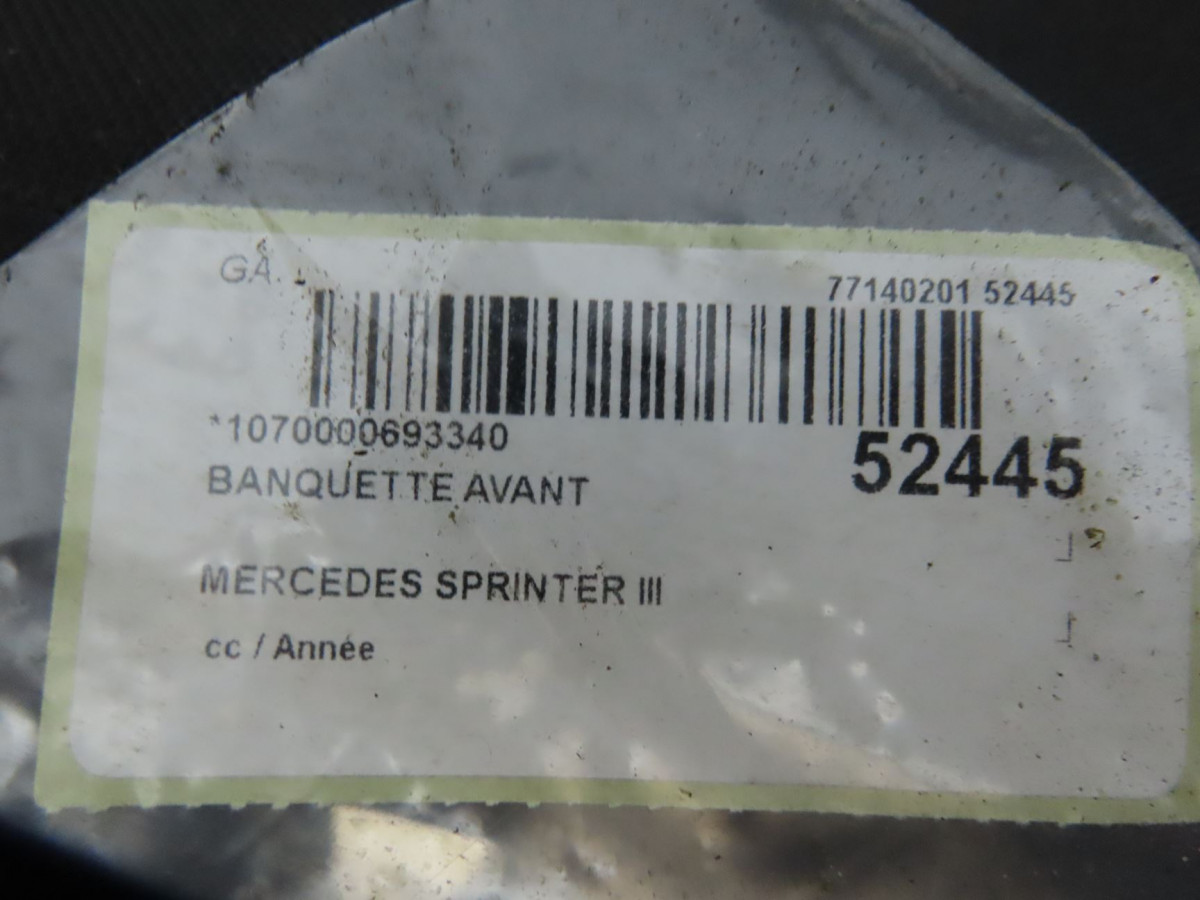 GA.
77140201 52445
*1070000693340
52445
BANQUETTE AVANT
MERCEDES SPRINTER III
cc / Année